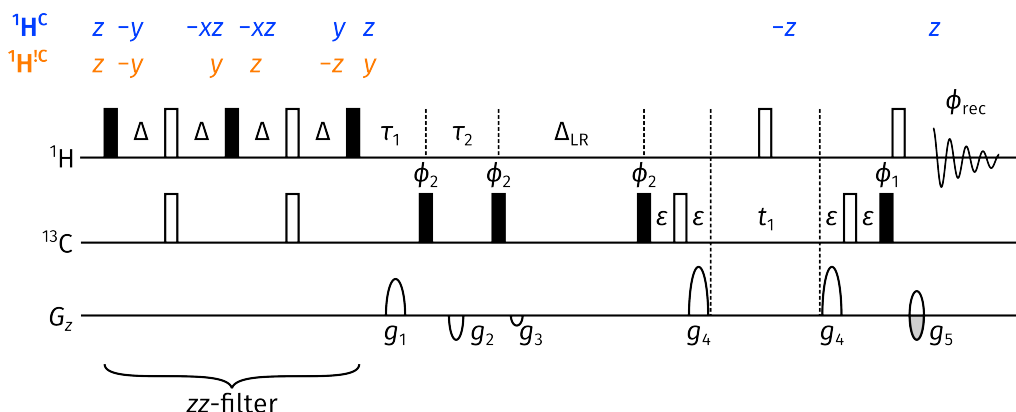 ¹Hᶜ z –y –xz –xz y z –z z
¹H^!C z –y y z –z y
Δ Δ Δ Δ τ₁ τ₂ Δ_LR ϕ_rec
¹H
ϕ₂ ϕ₂ ϕ₂ ϕ₁
ε ε t₁ ε ε
¹³C
G_z
g₁ g₂ g₃ g₄ g₄ g₅
zz-filter